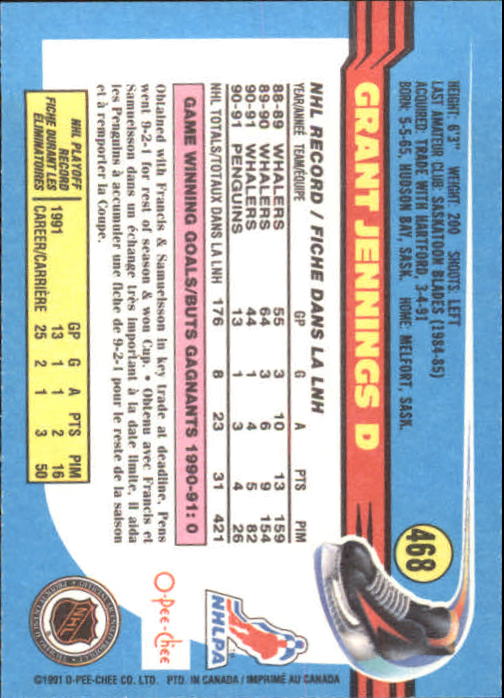 468
GRANT JENNINGS D
HEIGHT: 6'3" WEIGHT: 200 SHOOTS: LEFT
LAST AMATEUR CLUB: SASKATOON BLADES (1984-85)
ACQUIRED: TRADE WITH HARTFORD, 3-4-91
BORN: 5-5-65, HUDSON BAY, SASK. HOME: MELFORT, SASK.
NHL RECORD / FICHE DANS LA LNH
YEAR/ANNÉE TEAM/ÉQUIPE GP G A PTS PIM
88-89 WHALERS 55 3 10 13 159
89-90 WHALERS 64 3 6 9 154
90-91 WHALERS 44 1 4 5 82
90-91 PENGUINS 13 1 3 4 26
NHL TOTALS/TOTAUX DANS LA LNH 176 8 23 31 421
GAME WINNING GOALS/BUTS GAGNANTS 1990-91: 0
Obtained with Francis & Samuelsson in key trade at deadline. Pens
went 9-2-1 for rest of season & won Cup. • Obtenu avec Francis et
Samuelsson dans un échange très important à la date limite. Il aida
les Penguins à accumuler une fiche de 9-2-1 pour le reste de la saison
et à remporter la Coupe.
NHL PLAYOFF
RECORD
FICHE DURANT LES
ÉLIMINATOIRES
GP G A PTS PIM
1991 13 1 1 2 16
CAREER/CARRIÈRE 25 2 1 3 50
NHLPA
O-pee-chee
NHL
©1991 O-PEE-CHEE CO. LTD. PTD. IN CANADA / IMPRIMÉ AU CANADA